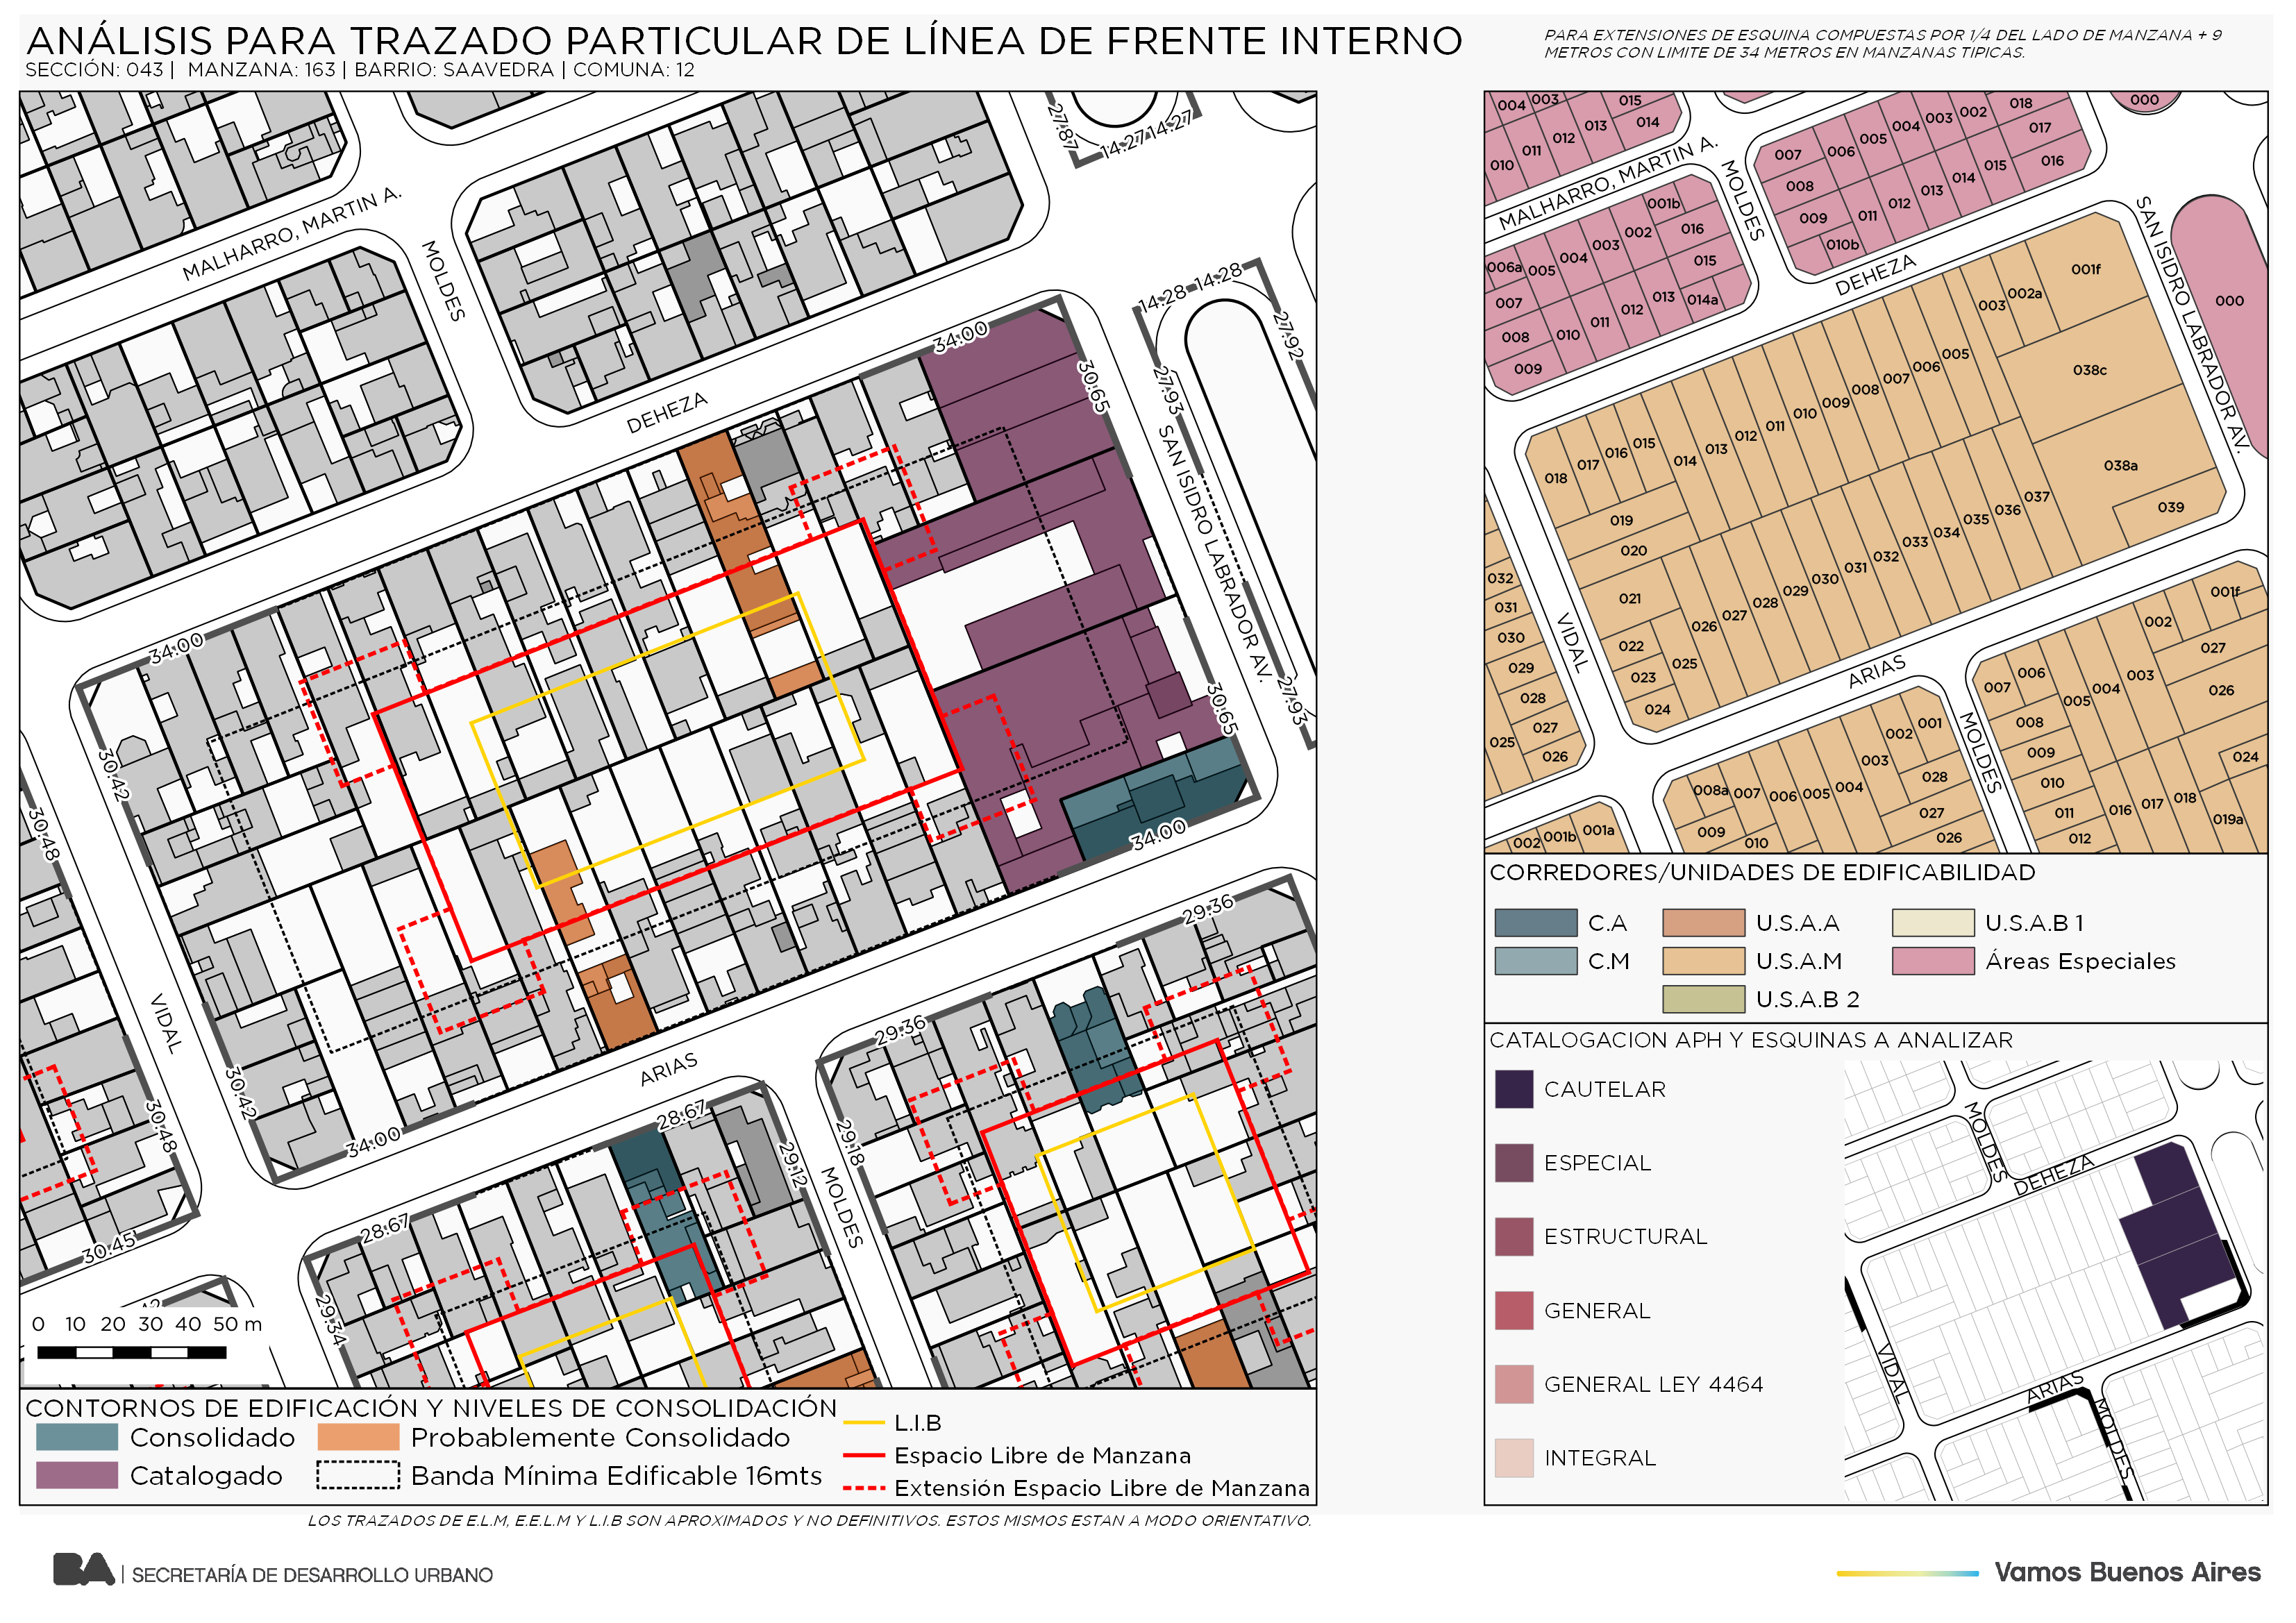 ANÁLISIS PARA TRAZADO PARTICULAR DE LÍNEA DE FRENTE INTERNO
SECCIÓN: 043 | MANZANA: 163 | BARRIO: SAAVEDRA | COMUNA: 12
PARA EXTENSIONES DE ESQUINA COMPUESTAS POR 1/4 DEL LADO DE MANZANA + 9
METROS CON LIMITE DE 34 METROS EN MANZANAS TIPICAS.
MALHARRO, MARTIN A.
MOLDES
DEHEZA
SAN ISIDRO LABRADOR AV.
VIDAL
ARIAS
MOLDES
27.87
14.27
14.27
14.28
14.28
27.92
27.93
27.93
34.00
30.65
30.65
34.00
34.00
30.42
30.42
34.00
30.48
30.48
30.45
28.67
28.67
29.12
29.34
29.36
29.36
29.18
0 10 20 30 40 50 m
CONTORNOS DE EDIFICACIÓN Y NIVELES DE CONSOLIDACIÓN
Consolidado
Probablemente Consolidado
Catalogado
Banda Mínima Edificable 16mts
L.I.B
Espacio Libre de Manzana
Extensión Espacio Libre de Manzana
LOS TRAZADOS DE E.L.M, E.E.L.M Y L.I.B SON APROXIMADOS Y NO DEFINITIVOS. ESTOS MISMOS ESTAN A MODO ORIENTATIVO.
MALHARRO, MARTIN A.
MOLDES
DEHEZA
SAN ISIDRO LABRADOR AV.
VIDAL
ARIAS
MOLDES
004 003 015
010 011 012 013 014
007 006 005 004 003 002 018
017
008 016
009 011 012 013 014 015
010b
000
000
001b
006a 005 004 003 002 016
015
007
008 010 011 012 013 014a
009
001f
003 002a
038c
038a
039
018 017 016 015 014 013 012 011 010 009 008 007 006 005
019
020
021
022
023
024
025 026 027 028 029 030 031 032 033 034 035 036 037
032
031
030
029
028
027
026
025
002 001b 001a
008a 007 006 005 004 003 002 001
009 010
028
027
026
007 006 005 004 003 002 001f
008
009
010
011
012
016 017 018 019a
027
026
024
CORREDORES/UNIDADES DE EDIFICABILIDAD
C.A
U.S.A.A
U.S.A.B 1
C.M
U.S.A.M
Áreas Especiales
U.S.A.B 2
CATALOGACION APH Y ESQUINAS A ANALIZAR
CAUTELAR
ESPECIAL
ESTRUCTURAL
GENERAL
GENERAL LEY 4464
INTEGRAL
MOLDES
DEHEZA
VIDAL
ARIAS
MOLDES
BA | SECRETARÍA DE DESARROLLO URBANO
Vamos Buenos Aires